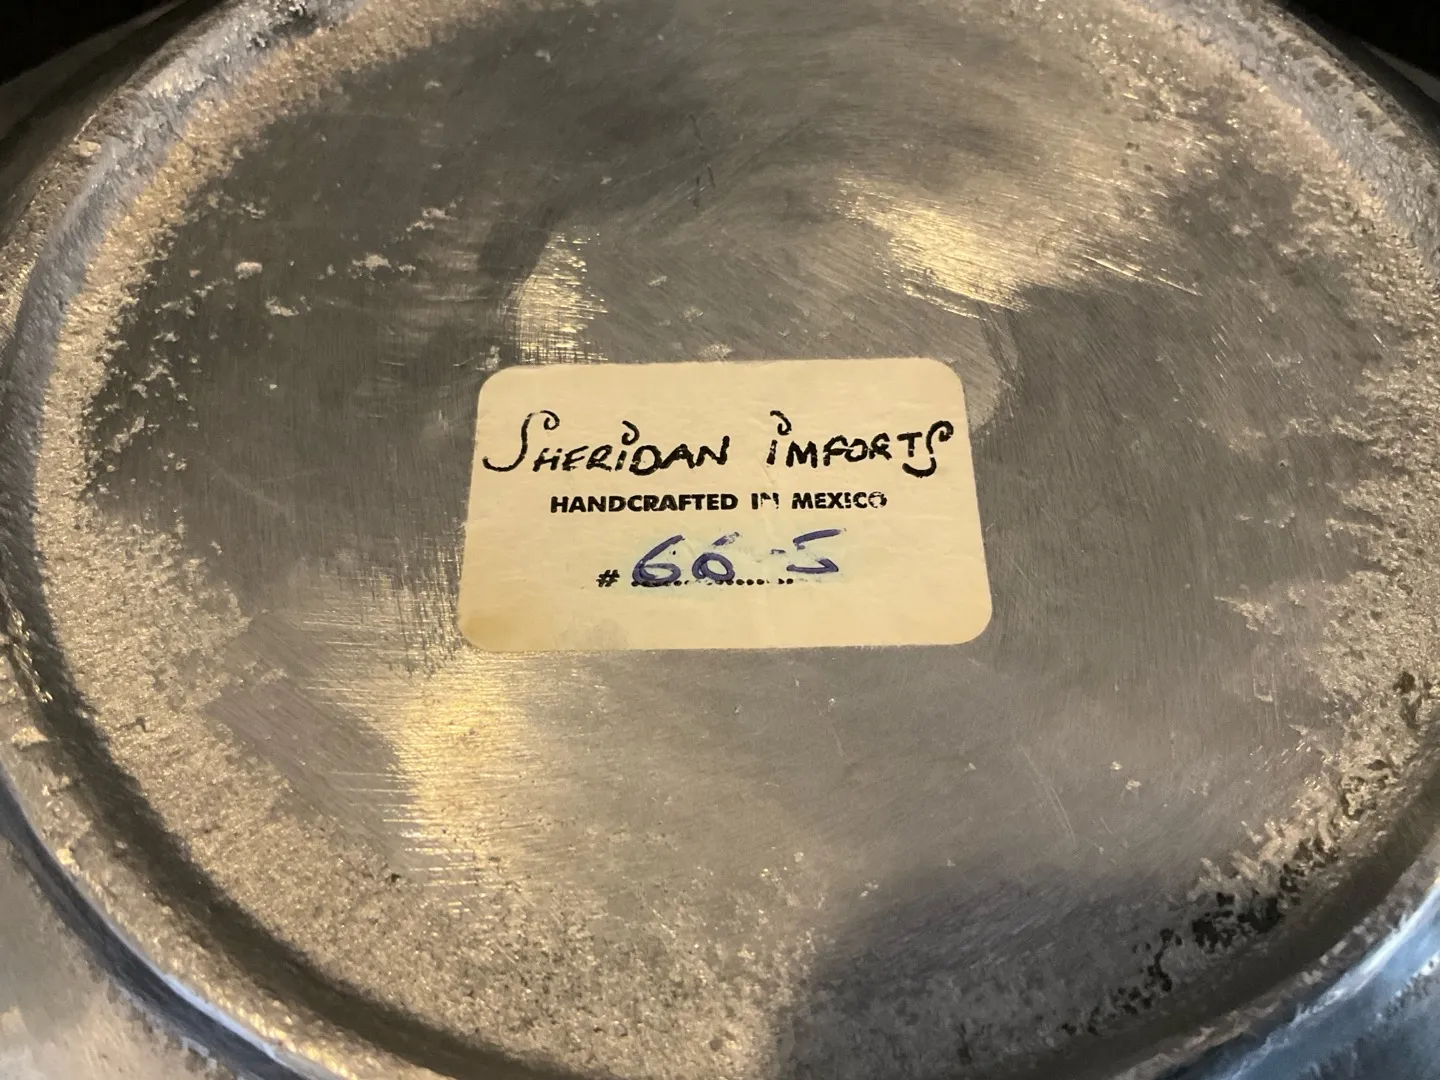 SHERIDAN IMPORTS
HANDCRAFTED IN MEXICO
# 66-5